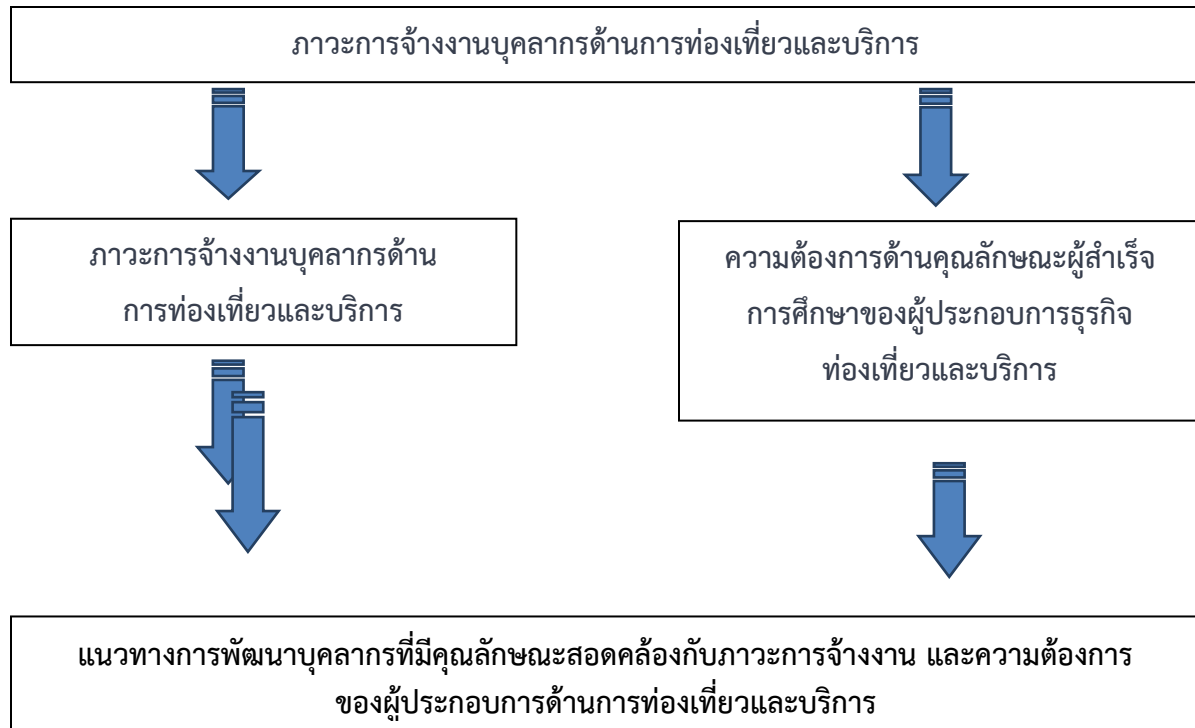 ภาวะการจ้างงานบุคลากรด้านการท่องเที่ยวและบริการ
ภาวะการจ้างงานบุคลากรด้าน
การท่องเที่ยวและบริการ
ความต้องการด้านคุณลักษณะผู้สำเร็จ
การศึกษาของผู้ประกอบการธุรกิจ
ท่องเที่ยวและบริการ
แนวทางการพัฒนาบุคลากรที่มีคุณลักษณะสอดคล้องกับภาวะการจ้างงาน และความต้องการ
ของผู้ประกอบการด้านการท่องเที่ยวและบริการ